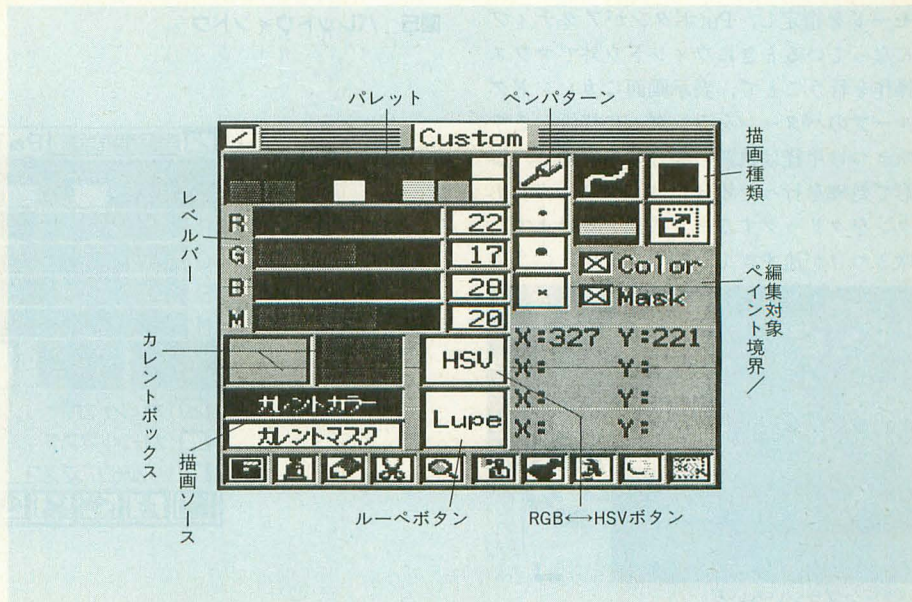 パレット
ペンパターン
Custom
描画種類
レベルバー
R 22
G 17
B 28
M 20
Color
Mask
編集対象
ペイント境界/
X:327 Y:221
X: Y:
X: Y:
X: Y:
HSV
Lupe
カレントカラー
カレントマスク
カレントボックス
描画ソース
ルーペボタン
RGB←→HSVボタン